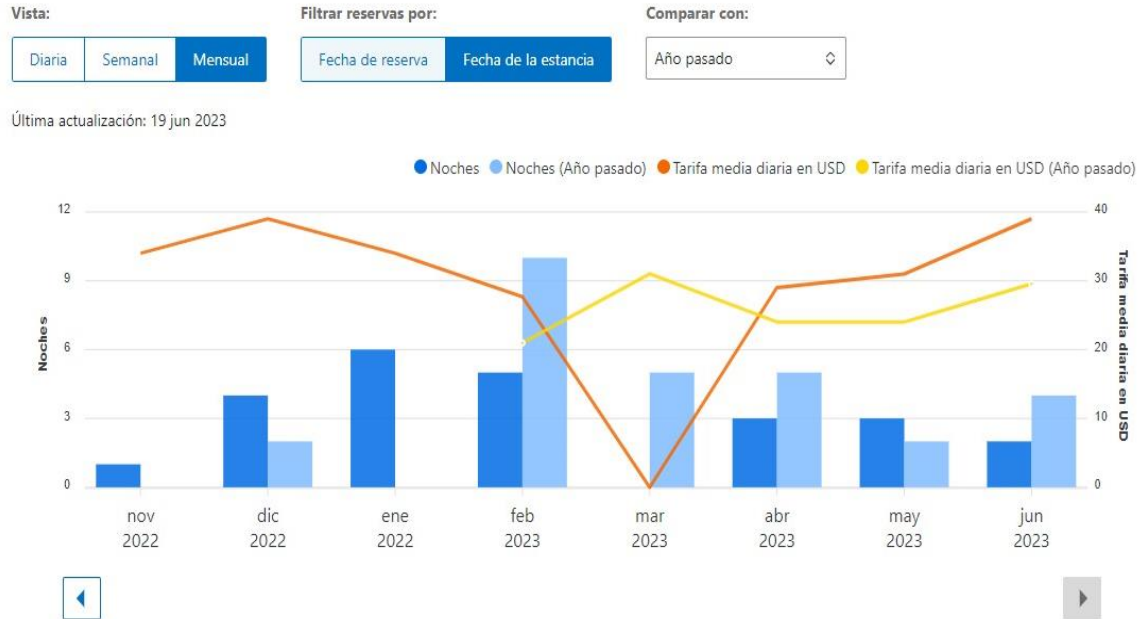 Vista:
Filtrar reservas por:
Comparar con:
Diaria
Semanal
Mensual
Fecha de reserva
Fecha de la estancia
Año pasado
Última actualización: 19 jun 2023
Noches
Noches (Año pasado)
Tarifa media diaria en USD
Tarifa media diaria en USD (Año pasado)
12
9
6
3
0
Noches
40
30
20
10
0
Tarifa media diaria en USD
nov
2022
dic
2022
ene
2022
feb
2023
mar
2023
abr
2023
may
2023
jun
2023